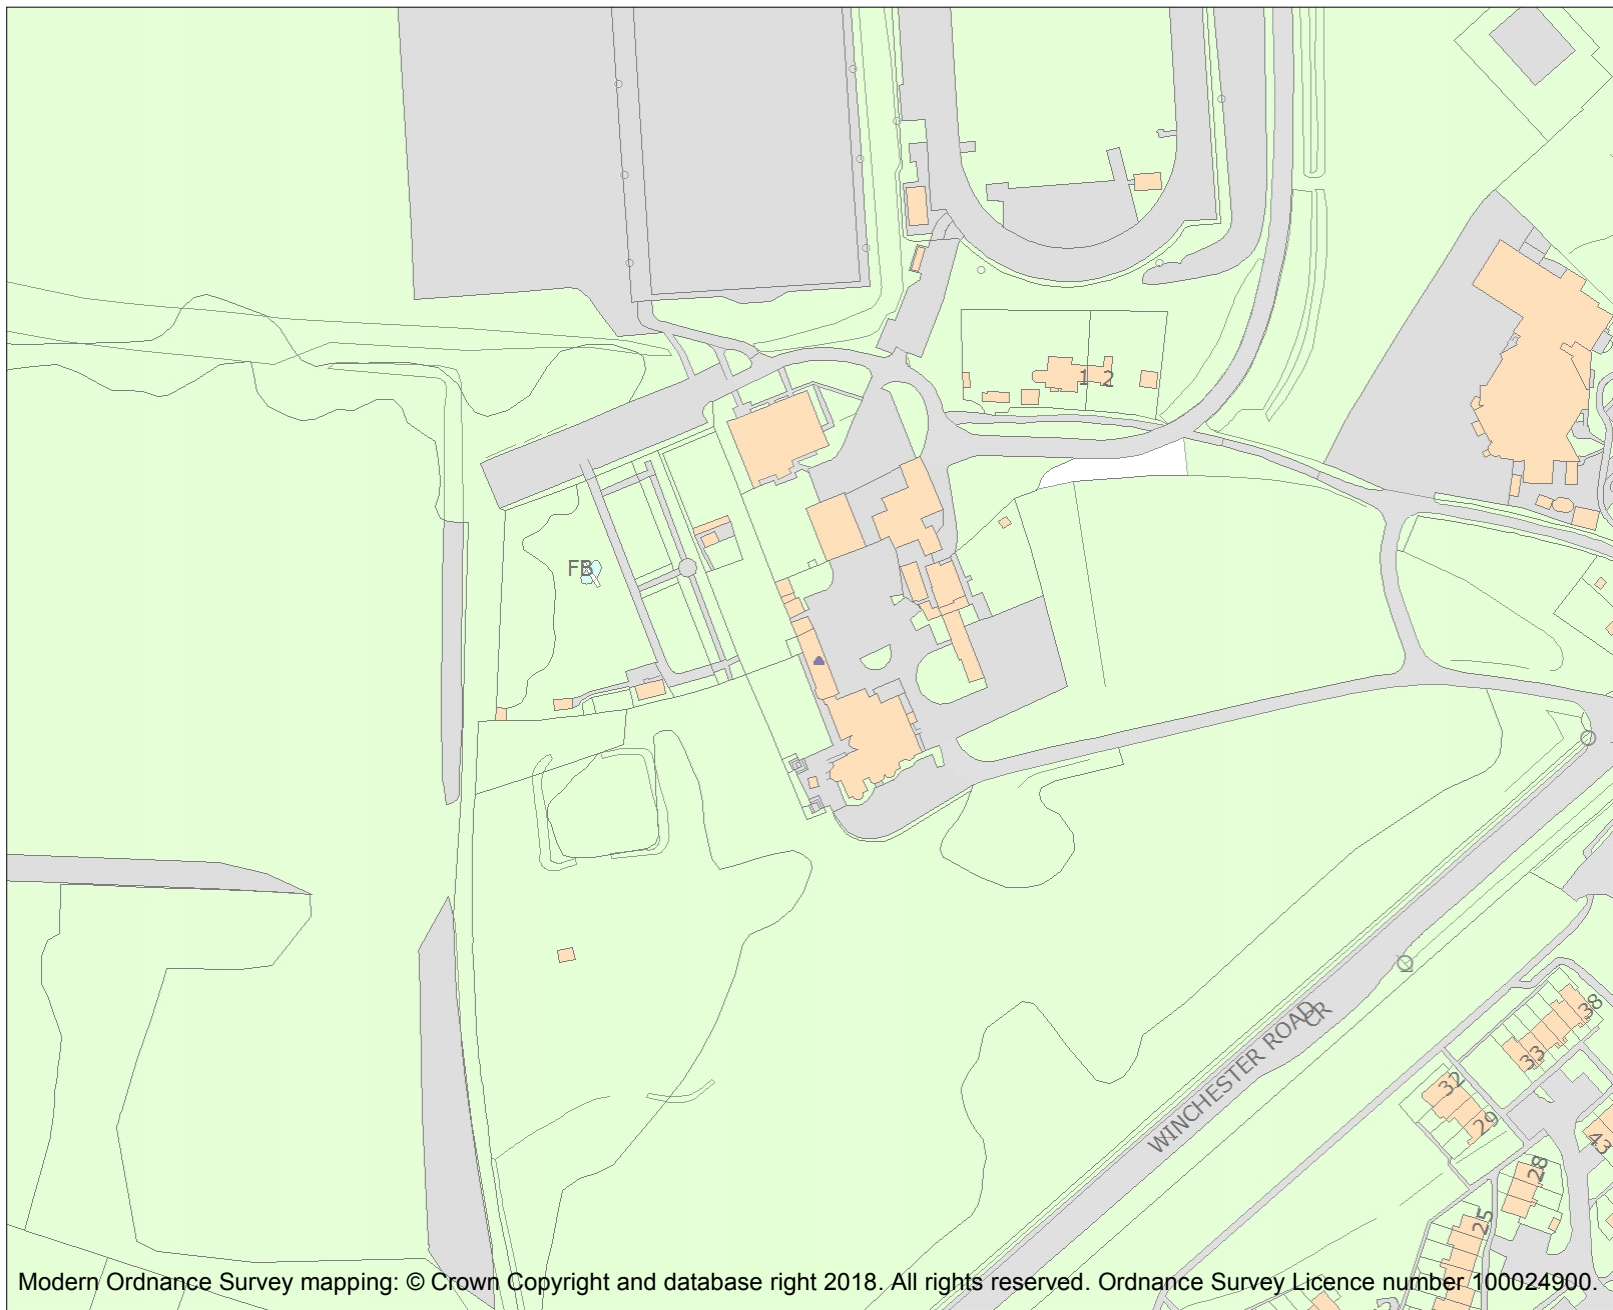 1 2
FB
WINCHESTER ROAD
CR
38
33
32
29
43
28
25
Modern Ordnance Survey mapping: © Crown Copyright and database right 2018. All rights reserved. Ordnance Survey Licence number 100024900.